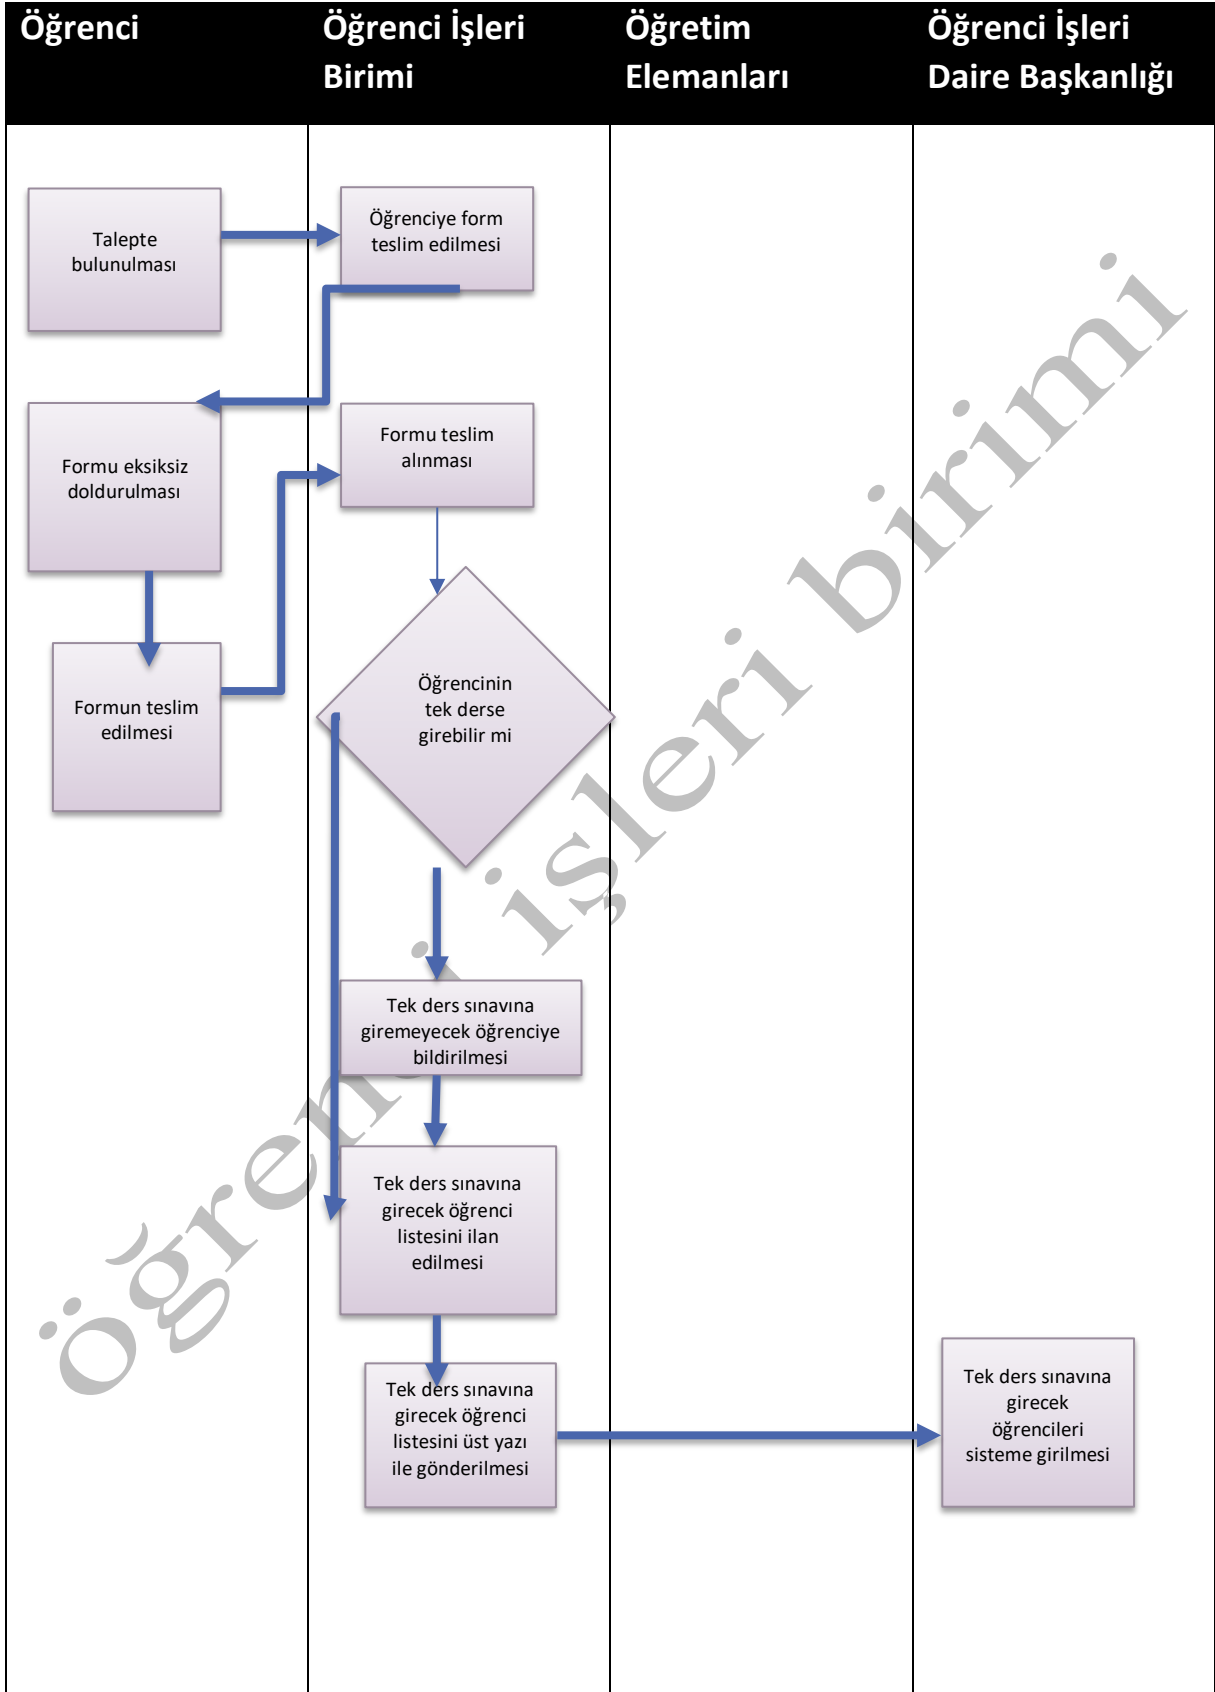 Öğrenci
Öğrenci İşleri
Birimi
Öğretim
Elemanları
Öğrenci İşleri
Daire Başkanlığı
Talepte
bulunulması
Öğrenciye form
teslim edilmesi
Formu eksiksiz
doldurulması
Formu teslim
alınması
Formun teslim
edilmesi
Öğrencinin
tek derse
girebilir mi
Tek ders sınavına
giremeyecek öğrenciye
bildirilmesi
Tek ders sınavına
girecek öğrenci
listesini ilan
edilmesi
Tek ders sınavına
girecek öğrenci
listesini üst yazı
ile gönderilmesi
Tek ders sınavına
girecek
öğrencileri
sisteme girilmesi
Öğrenci işleri birimi